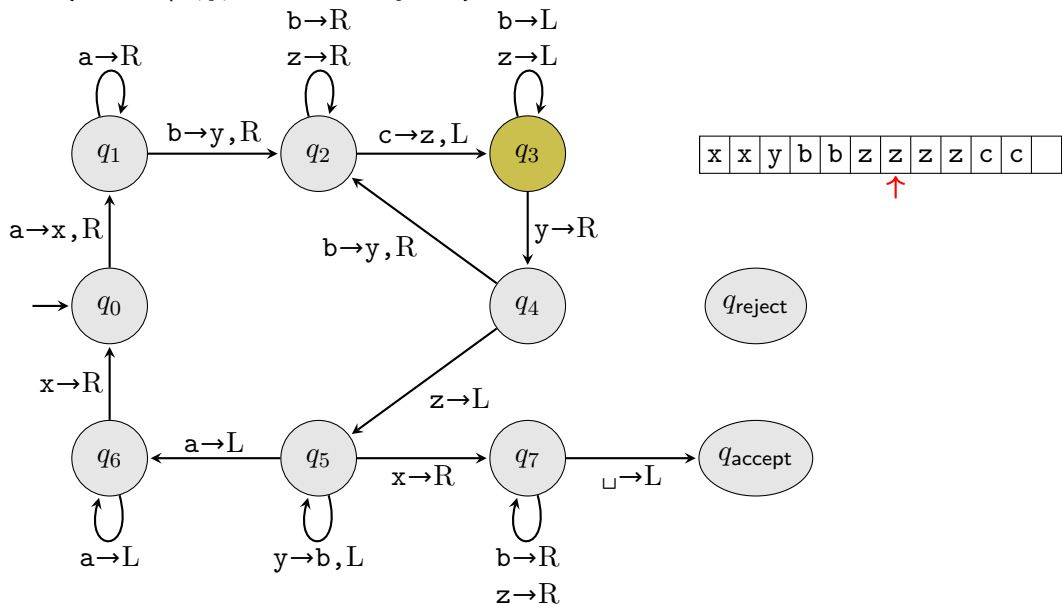 b→R
z→R
b→L
z→L
a→R
q1
b→y,R
q2
c→z,L
q3
x x y b b z z z z c c
↑
a→x,R
b→y,R
y→R
q0
q4
qreject
x→R
z→L
q6
a→L
q5
x→R
q7
␣→L
qaccept
a→L
y→b,L
b→R
z→R